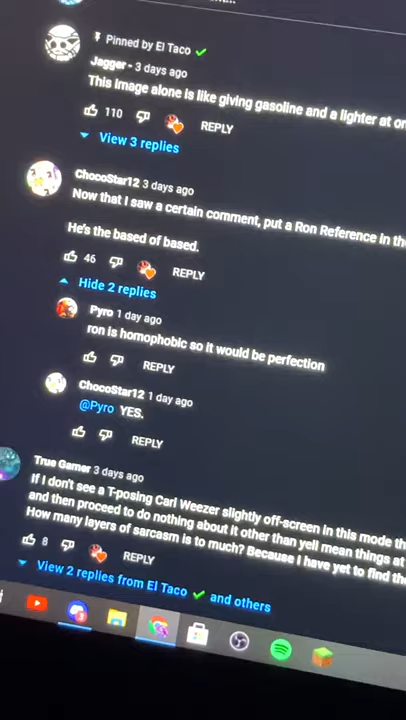 Pinned by El Taco
Jagger- 3 days ago
This image alone is like giving gasoline and a lighter at
110 REPLY
View 3 replies
ChocoStar12 3 days ago
Now that I saw a certain comment, put a Ron Reference in the
He's the based of based.
46 REPLY
Hide 2 replies
Pyro 1 day ago
ron is homophobic so it would be perfection
REPLY
ChocoStar12 1 day ago
@Pyro YES.
REPLY
True Gamer 3 days ago
If I don't see a T-posing Carl Weezer slightly off-screen in this mode
and then proceed to do nothing about it other than yell mean things at
How many layers of sarcasm is to much? Because I have yet to find
8 REPLY
View 2 replies from El Taco and others